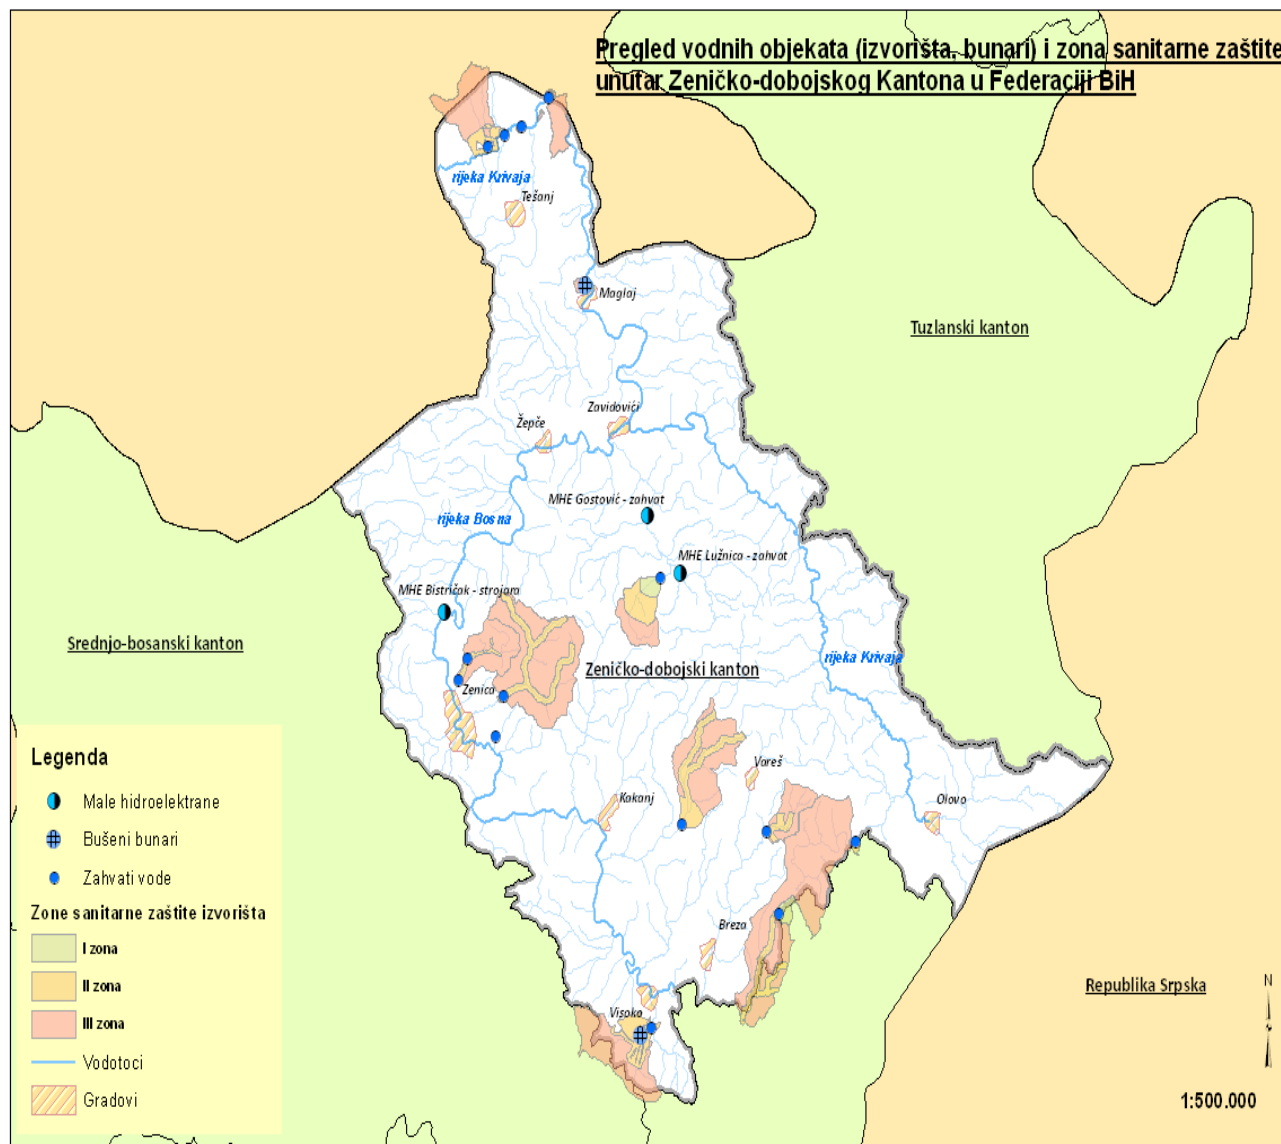 Pregled vodnih objekata (izvorišta, bunari) i zona sanitarne zaštite
unutar Zeničko-dobojskog Kantona u Federaciji BiH
rijeka Krivaja
Tešanj
Maglaj
Tuzlanski kanton
Zavidovići
Žepče
MHE Gostović - zahvat
rijeka Bosna
MHE Lužnica - zahvat
MHE Bistričak - strojara
Srednjo-bosanski kanton
rijeka Krivaja
Zeničko-dobojski kanton
Zenica
Vareš
Kakanj
Olovo
Breza
Republika Srpska
Visoko
Legenda
Male hidroelektrane
Bušeni bunari
Zahvati vode
Zone sanitarne zaštite izvorišta
I zona
II zona
III zona
Vodotoci
Gradovi
N
1:500.000